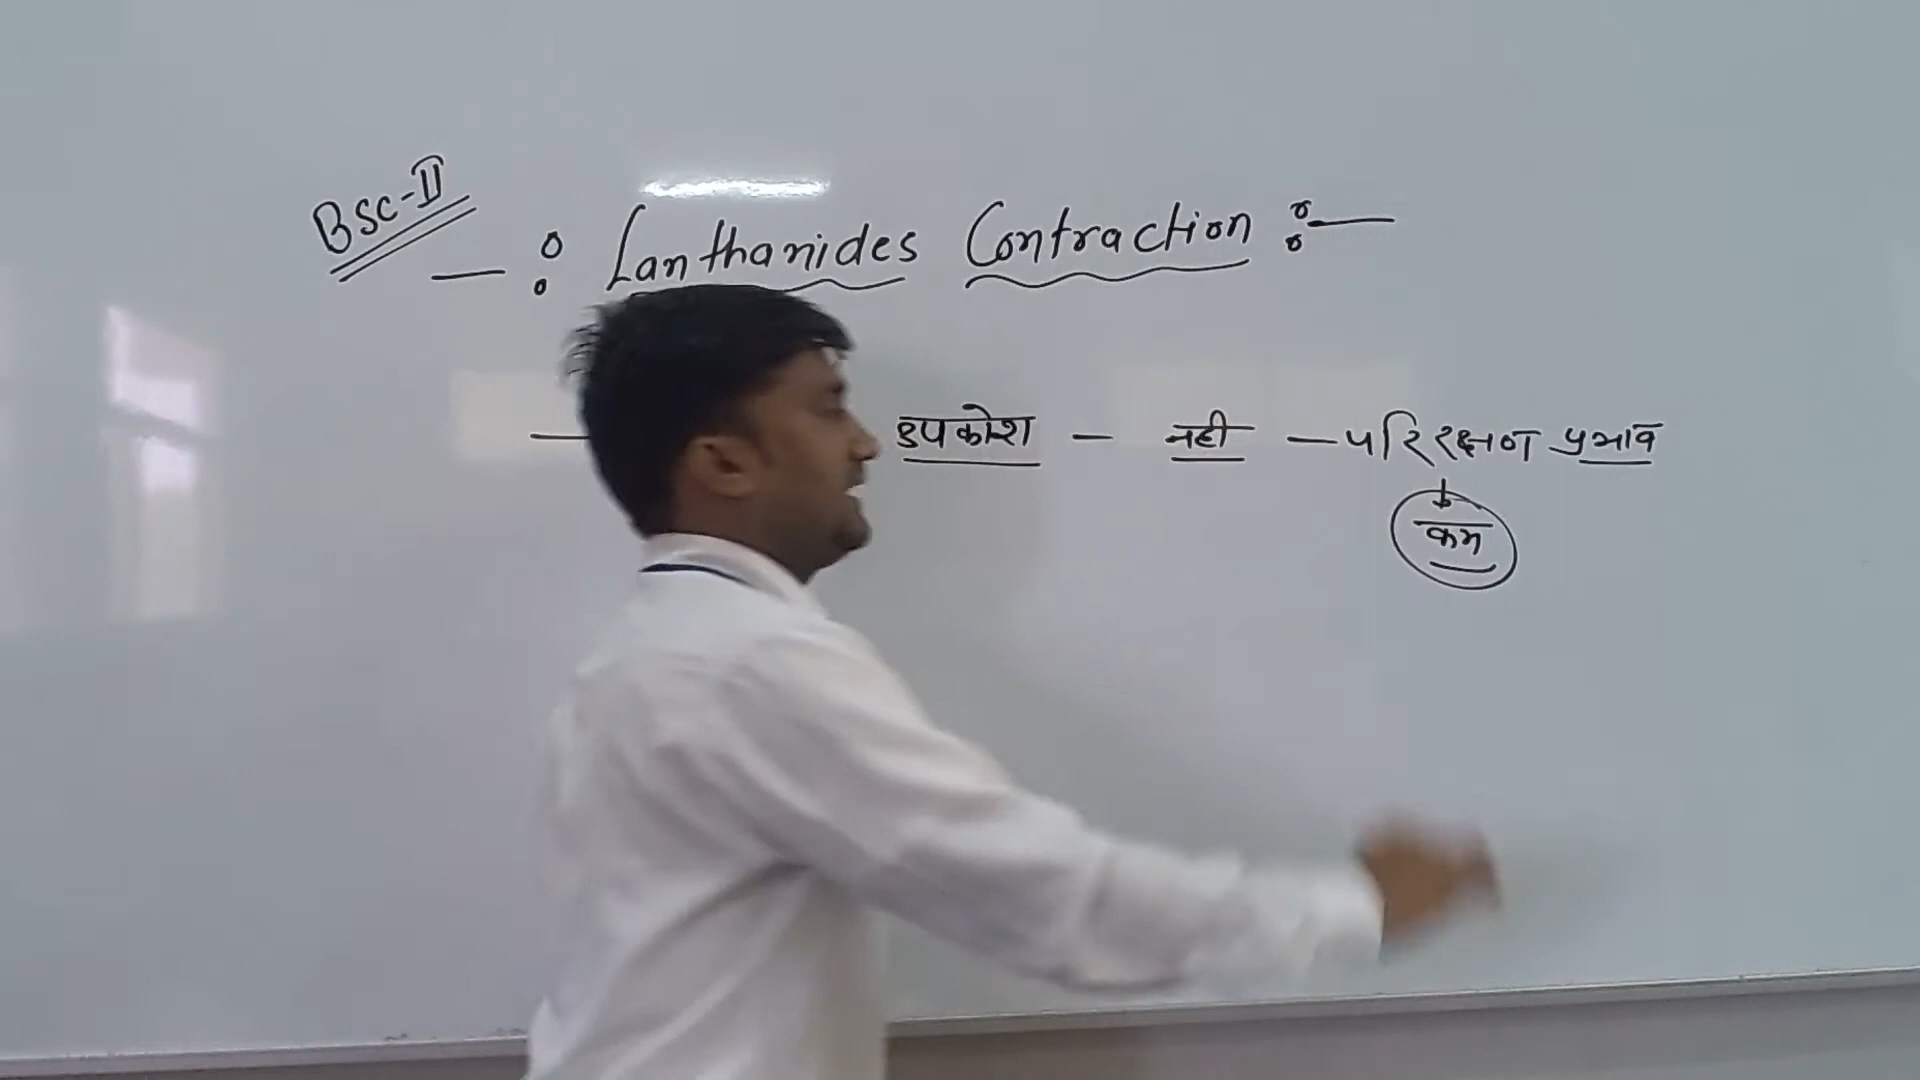 BSC-II
—: Lanthanides Contraction :—
— उपकोश — नही — परिरक्षण प्रभाव
कम